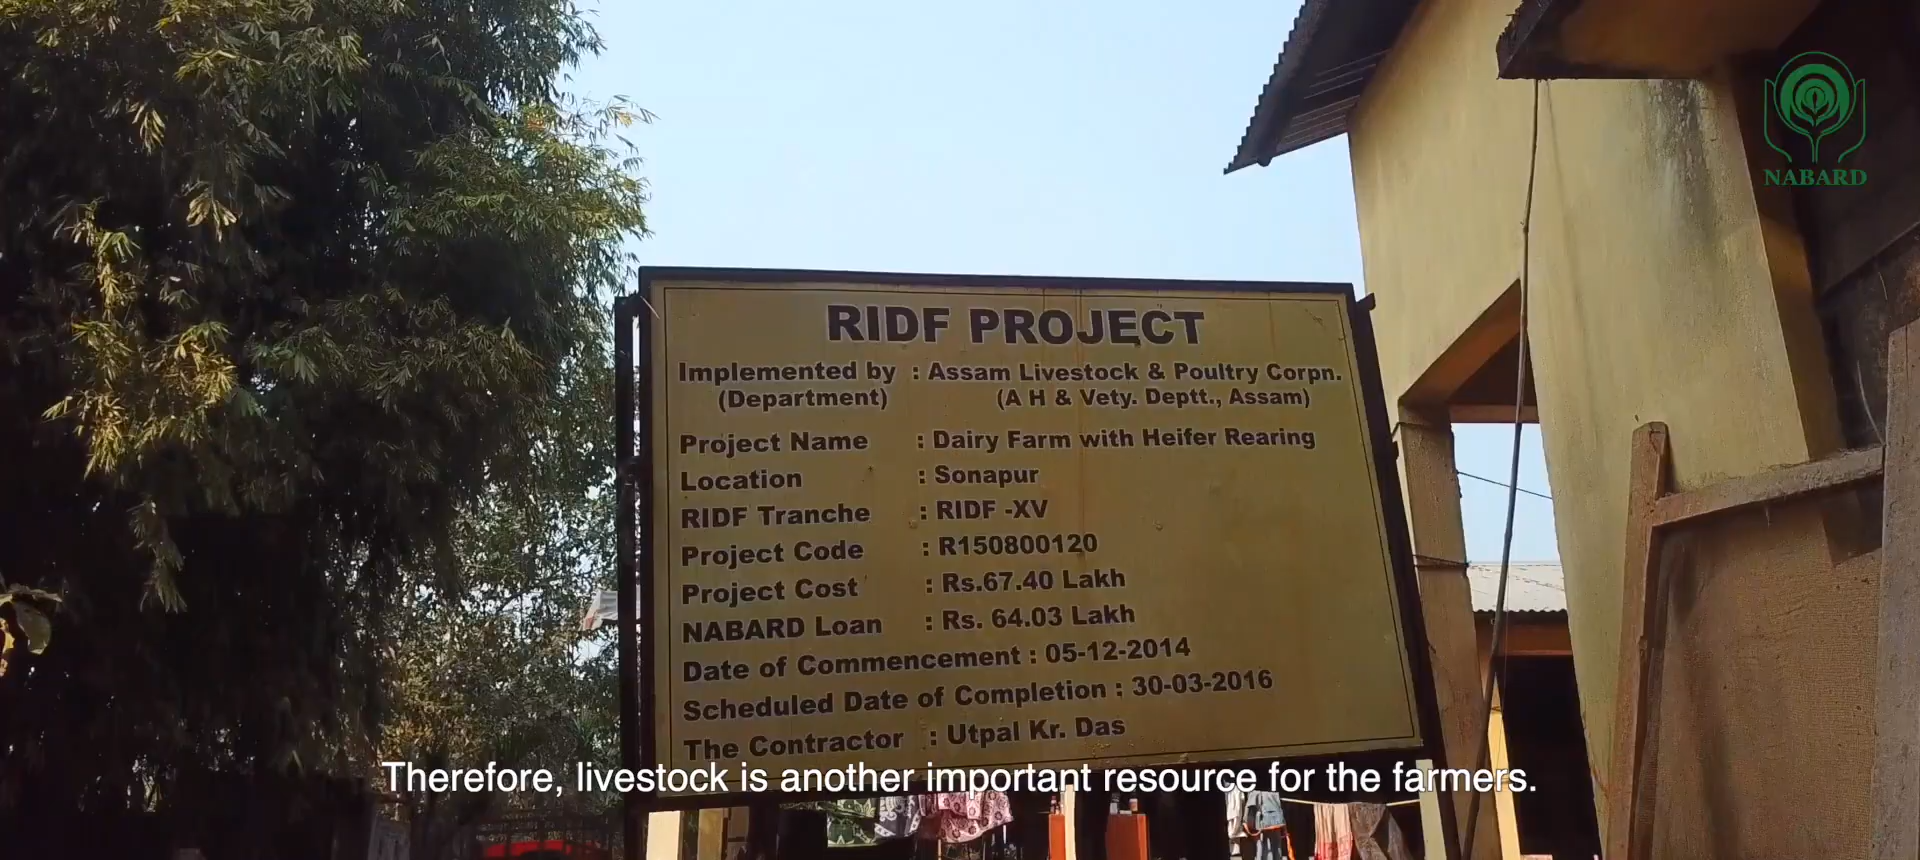 NABARD
RIDF PROJECT
Implemented by : Assam Livestock & Poultry Corpn.
(Department) (A H & Vety. Deptt., Assam)
Project Name : Dairy Farm with Heifer Rearing
Location : Sonapur
RIDF Tranche : RIDF -XV
Project Code : R150800120
Project Cost : Rs.67.40 Lakh
NABARD Loan : Rs. 64.03 Lakh
Date of Commencement : 05-12-2014
Scheduled Date of Completion : 30-03-2016
The Contractor : Utpal Kr. Das
Therefore, livestock is another important resource for the farmers.